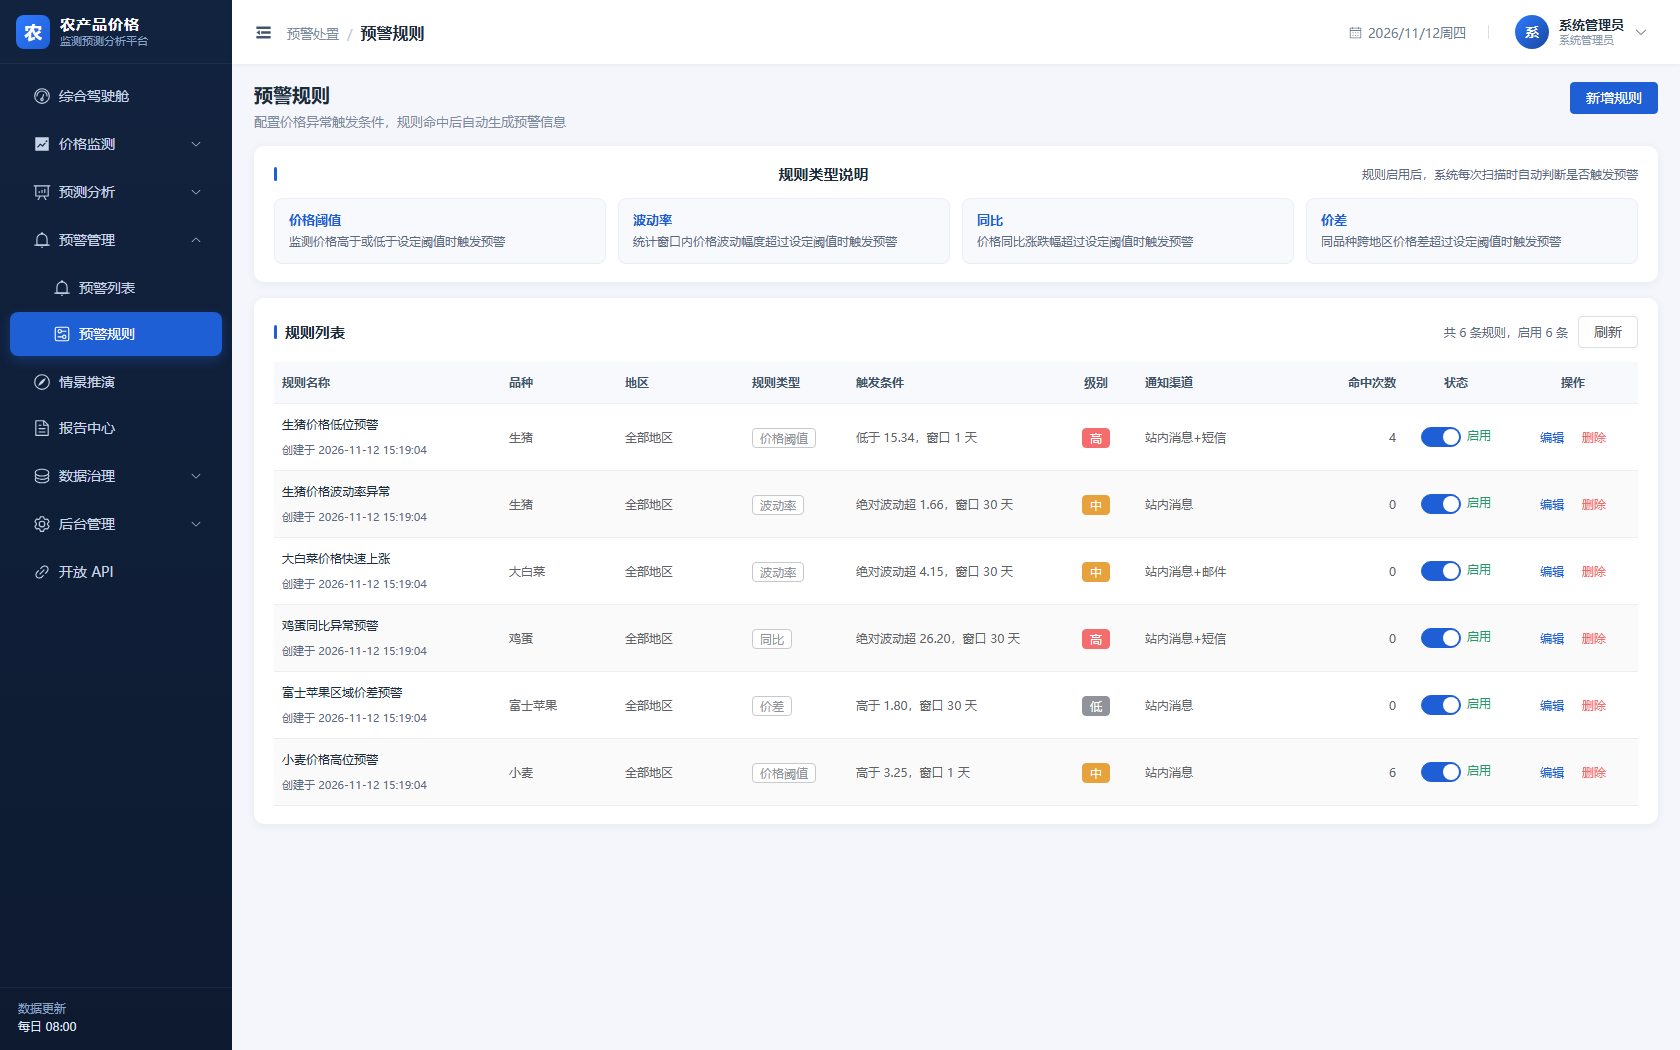 农
农产品价格
监测预测分析平台
综合驾驶舱
价格监测
预测分析
预警管理
预警列表
预警规则
情景推演
报告中心
数据治理
后台管理
开放 API
数据更新
每日 08:00
预警处置 / 预警规则
2026/11/12周四
系
系统管理员
系统管理员
预警规则
配置价格异常触发条件，规则命中后自动生成预警信息
新增规则
规则类型说明
规则启用后，系统每次扫描时自动判断是否触发预警
价格阈值
监测价格高于或低于设定阈值时触发预警
波动率
统计窗口内价格波动幅度超过设定阈值时触发预警
同比
价格同比涨跌幅超过设定阈值时触发预警
价差
同品种跨地区价格差超过设定阈值时触发预警
规则列表
共 6 条规则，启用 6 条
刷新
规则名称 品种 地区 规则类型 触发条件 级别 通知渠道 命中次数 状态 操作
生猪价格低位预警
创建于 2026-11-12 15:19:04
生猪 全部地区 价格阈值 低于 15.34，窗口 1 天 高 站内消息+短信 4 启用 编辑 删除
生猪价格波动率异常
创建于 2026-11-12 15:19:04
生猪 全部地区 波动率 绝对波动超 1.66，窗口 30 天 中 站内消息 0 启用 编辑 删除
大白菜价格快速上涨
创建于 2026-11-12 15:19:04
大白菜 全部地区 波动率 绝对波动超 4.15，窗口 30 天 中 站内消息+邮件 0 启用 编辑 删除
鸡蛋同比异常预警
创建于 2026-11-12 15:19:04
鸡蛋 全部地区 同比 绝对波动超 26.20，窗口 30 天 高 站内消息+短信 0 启用 编辑 删除
富士苹果区域价差预警
创建于 2026-11-12 15:19:04
富士苹果 全部地区 价差 高于 1.80，窗口 30 天 低 站内消息 0 启用 编辑 删除
小麦价格高位预警
创建于 2026-11-12 15:19:04
小麦 全部地区 价格阈值 高于 3.25，窗口 1 天 中 站内消息 6 启用 编辑 删除